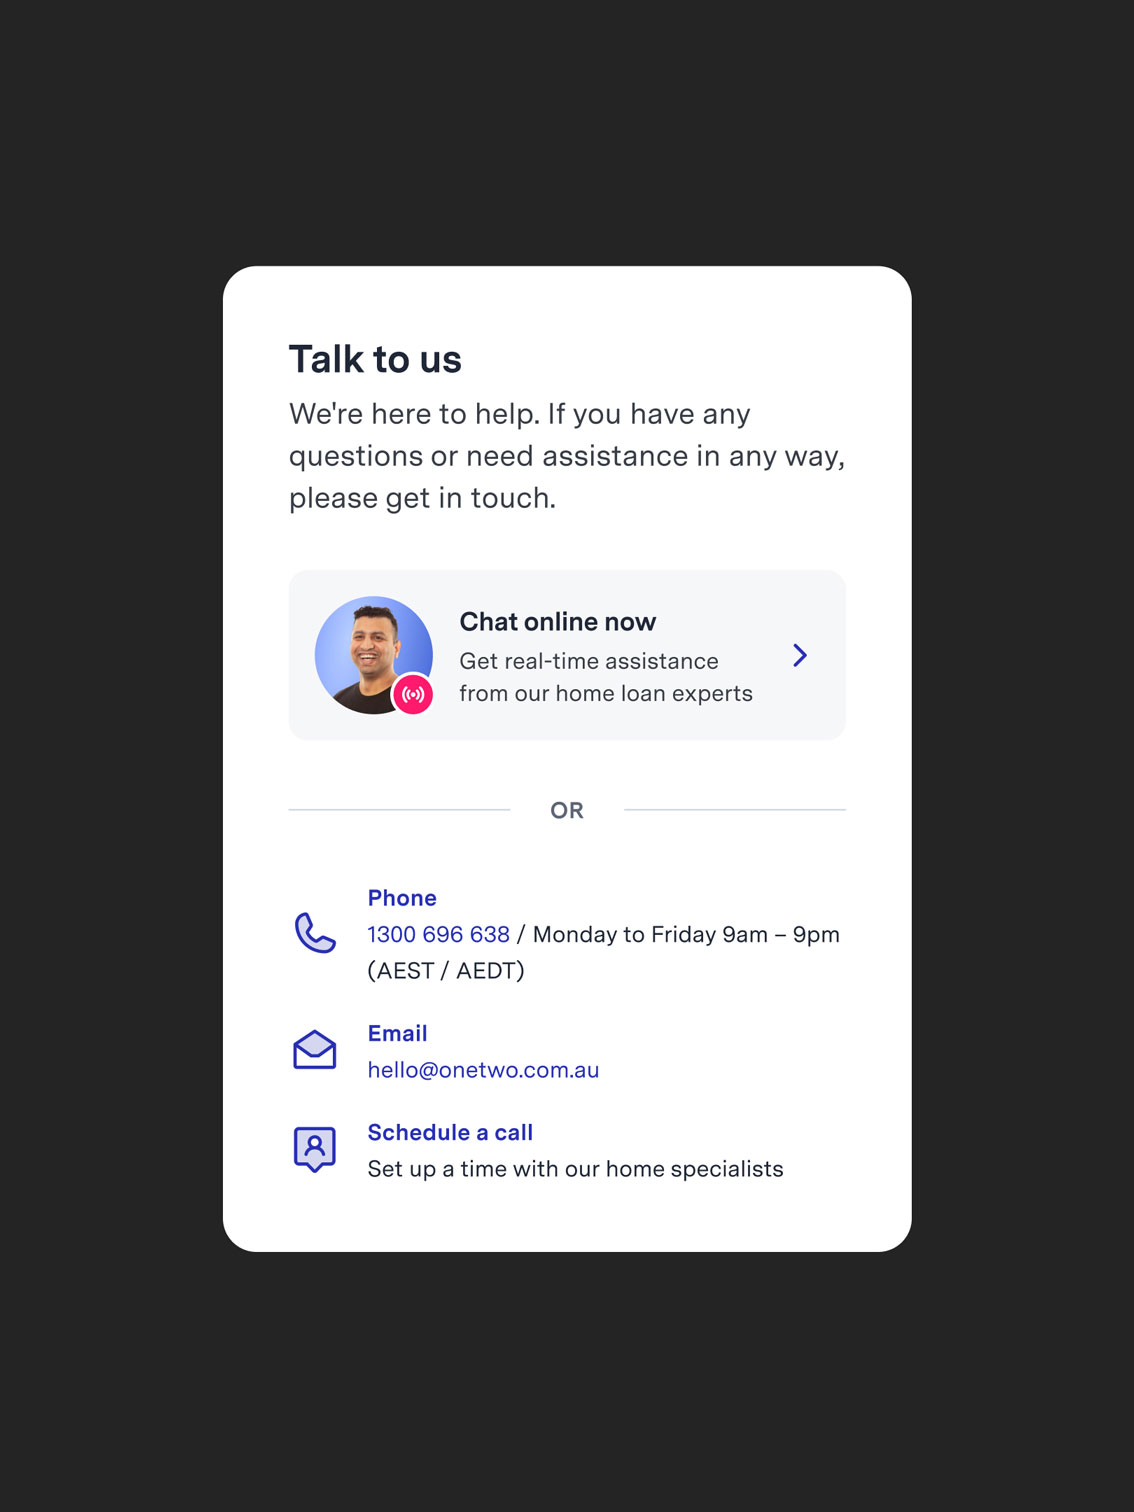 Talk to us
We're here to help. If you have any
questions or need assistance in any way,
please get in touch.
Chat online now
Get real-time assistance
from our home loan experts
OR
Phone
1300 696 638 / Monday to Friday 9am – 9pm
(AEST / AEDT)
Email
hello@onetwo.com.au
Schedule a call
Set up a time with our home specialists